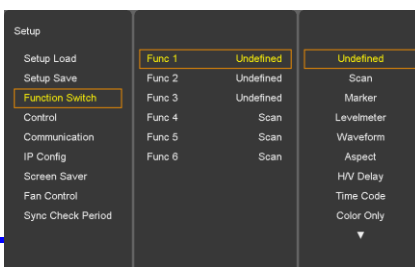 Setup
Setup Load
Setup Save
Function Switch
Control
Communication
IP Config
Screen Saver
Fan Control
Sync Check Period
Func 1 Undefined
Func 2 Undefined
Func 3 Undefined
Func 4 Scan
Func 5 Scan
Func 6 Scan
Undefined
Scan
Marker
Levelmeter
Waveform
Aspect
H/V Delay
Time Code
Color Only
▼